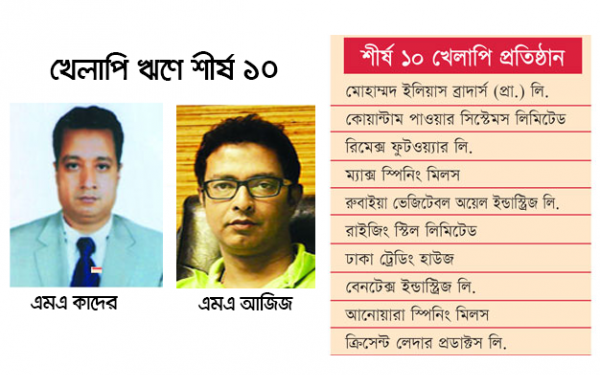 খেলাপি ঋণে শীর্ষ ১০
এমএ কাদের
এমএ আজিজ
শীর্ষ ১০ খেলাপি প্রতিষ্ঠান
মোহাম্মদ ইলিয়াস ব্রাদার্স (প্রা.) লি.
কোয়ান্টাম পাওয়ার সিস্টেমস লিমিটেড
রিমেক্স ফুটওয়্যার লি.
ম্যাক্স স্পিনিং মিলস
রুবাইয়া ভেজিটেবল অয়েল ইন্ডাস্ট্রিজ লি.
রাইজিং স্টিল লিমিটেড
ঢাকা ট্রেডিং হাউজ
বেনটেক্স ইন্ডাস্ট্রিজ লি.
আনোয়ারা স্পিনিং মিলস
ক্রিসেন্ট লেদার প্রডাক্টস লি.